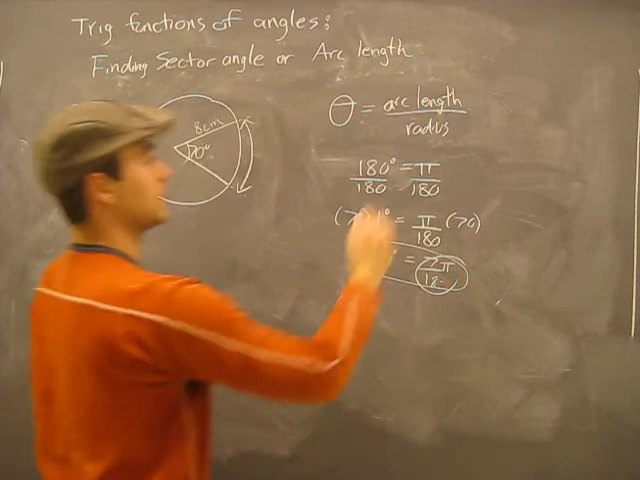 Trig functions of angles:
Finding Sector angle or Arc length
8cm
70°
θ = arc length / radius
180° = π
180 180
(70) 1° = π/180 (70)
= 7π/18